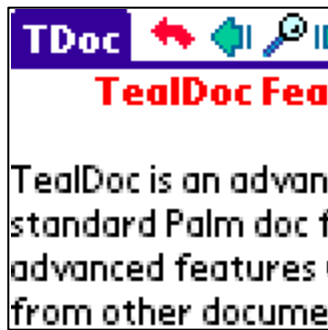 TDoc
TealDoc Fea
TealDoc is an advan
standard Palm doc f
advanced features
from other docume